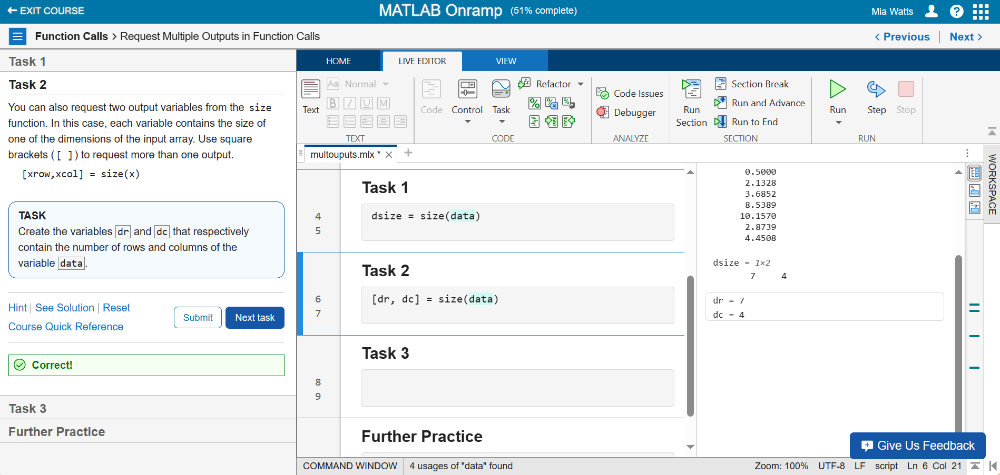 EXIT COURSE
MATLAB Onramp (51% complete)
Mia Watts
Function Calls > Request Multiple Outputs in Function Calls
< Previous | Next >
Task 1
Task 2
You can also request two output variables from the size
function. In this case, each variable contains the size of
one of the dimensions of the input array. Use square
brackets ([ ]) to request more than one output.
[xrow,xcol] = size(x)
TASK
Create the variables dr and dc that respectively
contain the number of rows and columns of the
variable data.
Hint | See Solution | Reset
Course Quick Reference
Submit
Next task
Correct!
Task 3
Further Practice
HOME
LIVE EDITOR
VIEW
Text
Aa Normal
B I U M
TEXT
Code
Control
Task
Refactor
CODE
Code Issues
Debugger
ANALYZE
Run
Section
Section Break
Run and Advance
Run to End
SECTION
Run
Step
Stop
RUN
multouputs.mlx *
WORKSPACE
Task 1
4 dsize = size(data)
5
Task 2
6 [dr, dc] = size(data)
7
Task 3
8
9
Further Practice
0.5000
2.1328
3.6852
8.5389
10.1570
2.8739
4.4508
dsize = 1×2
7 4
dr = 7
dc = 4
Give Us Feedback
COMMAND WINDOW
4 usages of "data" found
Zoom: 100% UTF-8 LF script Ln 6 Col 21